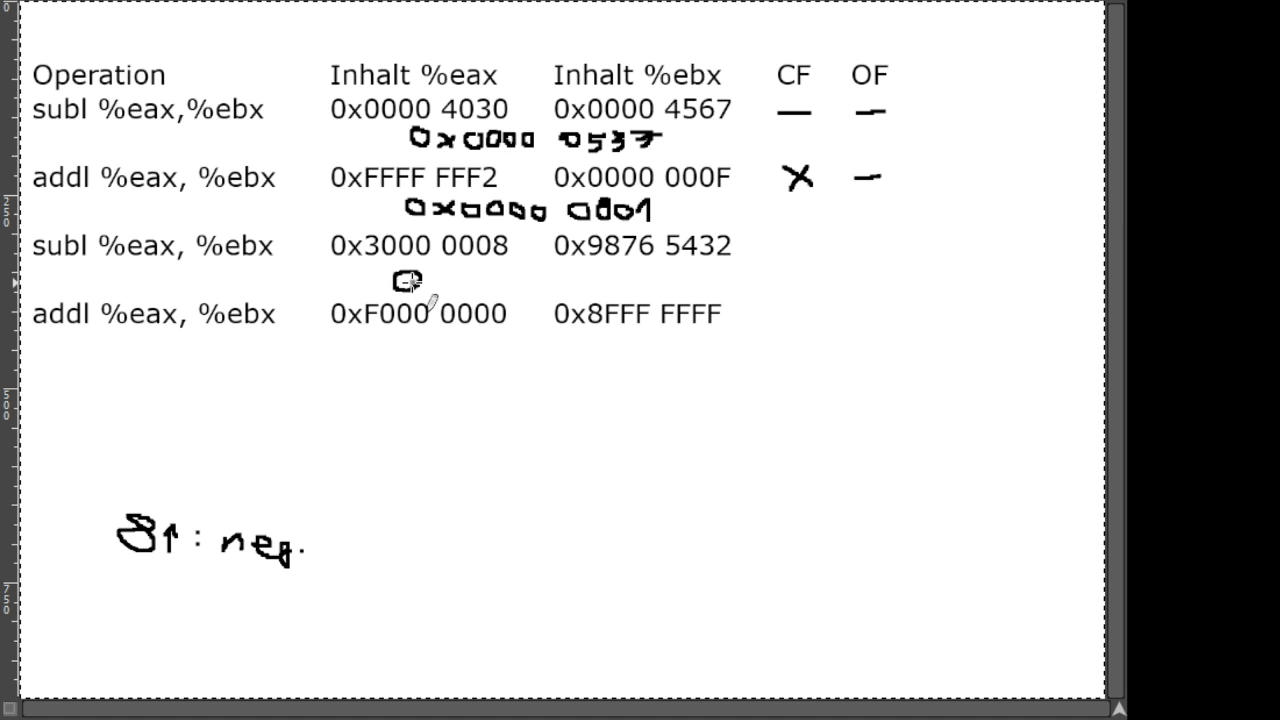 Operation Inhalt %eax Inhalt %ebx CF OF
subl %eax,%ebx 0x0000 4030 0x0000 4567 — —
0x0000 0537
addl %eax, %ebx 0xFFFF FFF2 0x0000 000F X —
0x0000 0001
subl %eax, %ebx 0x3000 0008 0x9876 5432
0
addl %eax, %ebx 0xF000 0000 0x8FFF FFFF
8↑ : neg.